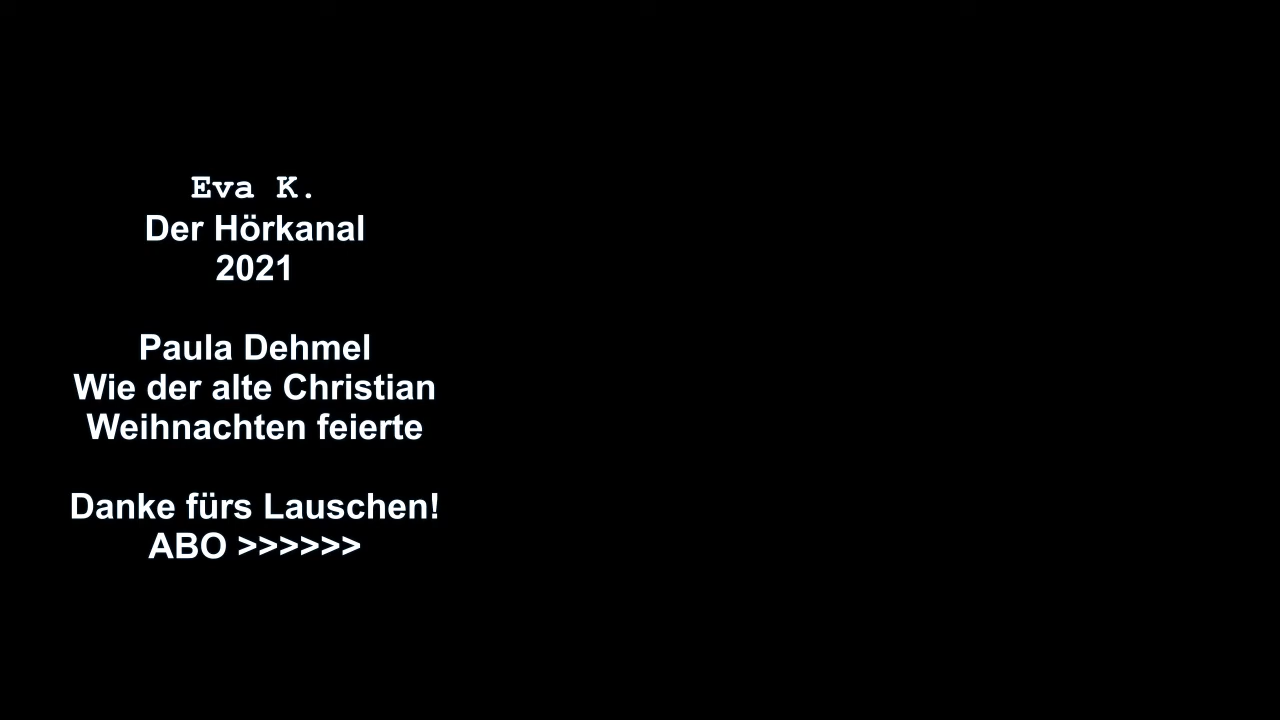 Eva K.
Der Hörkanal
2021
Paula Dehmel
Wie der alte Christian
Weihnachten feierte
Danke fürs Lauschen!
ABO >>>>>>